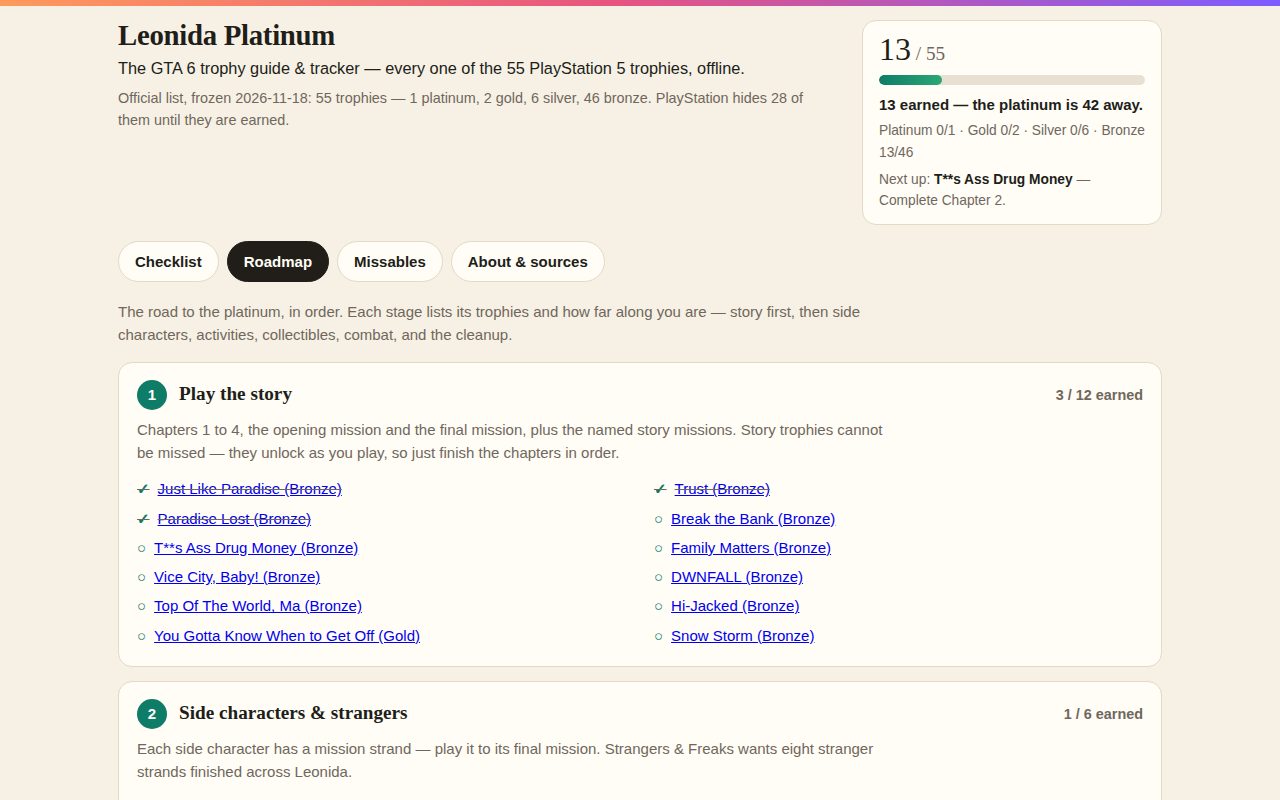 Leonida Platinum
The GTA 6 trophy guide & tracker — every one of the 55 PlayStation 5 trophies, offline.
Official list, frozen 2026-11-18: 55 trophies — 1 platinum, 2 gold, 6 silver, 46 bronze. PlayStation hides 28 of
them until they are earned.
13 / 55
13 earned — the platinum is 42 away.
Platinum 0/1 · Gold 0/2 · Silver 0/6 · Bronze
13/46
Next up: T**s Ass Drug Money —
Complete Chapter 2.
Checklist
Roadmap
Missables
About & sources
The road to the platinum, in order. Each stage lists its trophies and how far along you are — story first, then side
characters, activities, collectibles, combat, and the cleanup.
1 Play the story
3 / 12 earned
Chapters 1 to 4, the opening mission and the final mission, plus the named story missions. Story trophies cannot
be missed — they unlock as you play, so just finish the chapters in order.
✔ Just Like Paradise (Bronze)
✔ Trust (Bronze)
✔ Paradise Lost (Bronze)
○ Break the Bank (Bronze)
○ T**s Ass Drug Money (Bronze)
○ Family Matters (Bronze)
○ Vice City, Baby! (Bronze)
○ DWNFALL (Bronze)
○ Top Of The World, Ma (Bronze)
○ Hi-Jacked (Bronze)
○ You Gotta Know When to Get Off (Gold)
○ Snow Storm (Bronze)
2 Side characters & strangers
1 / 6 earned
Each side character has a mission strand — play it to its final mission. Strangers & Freaks wants eight stranger
strands finished across Leonida.